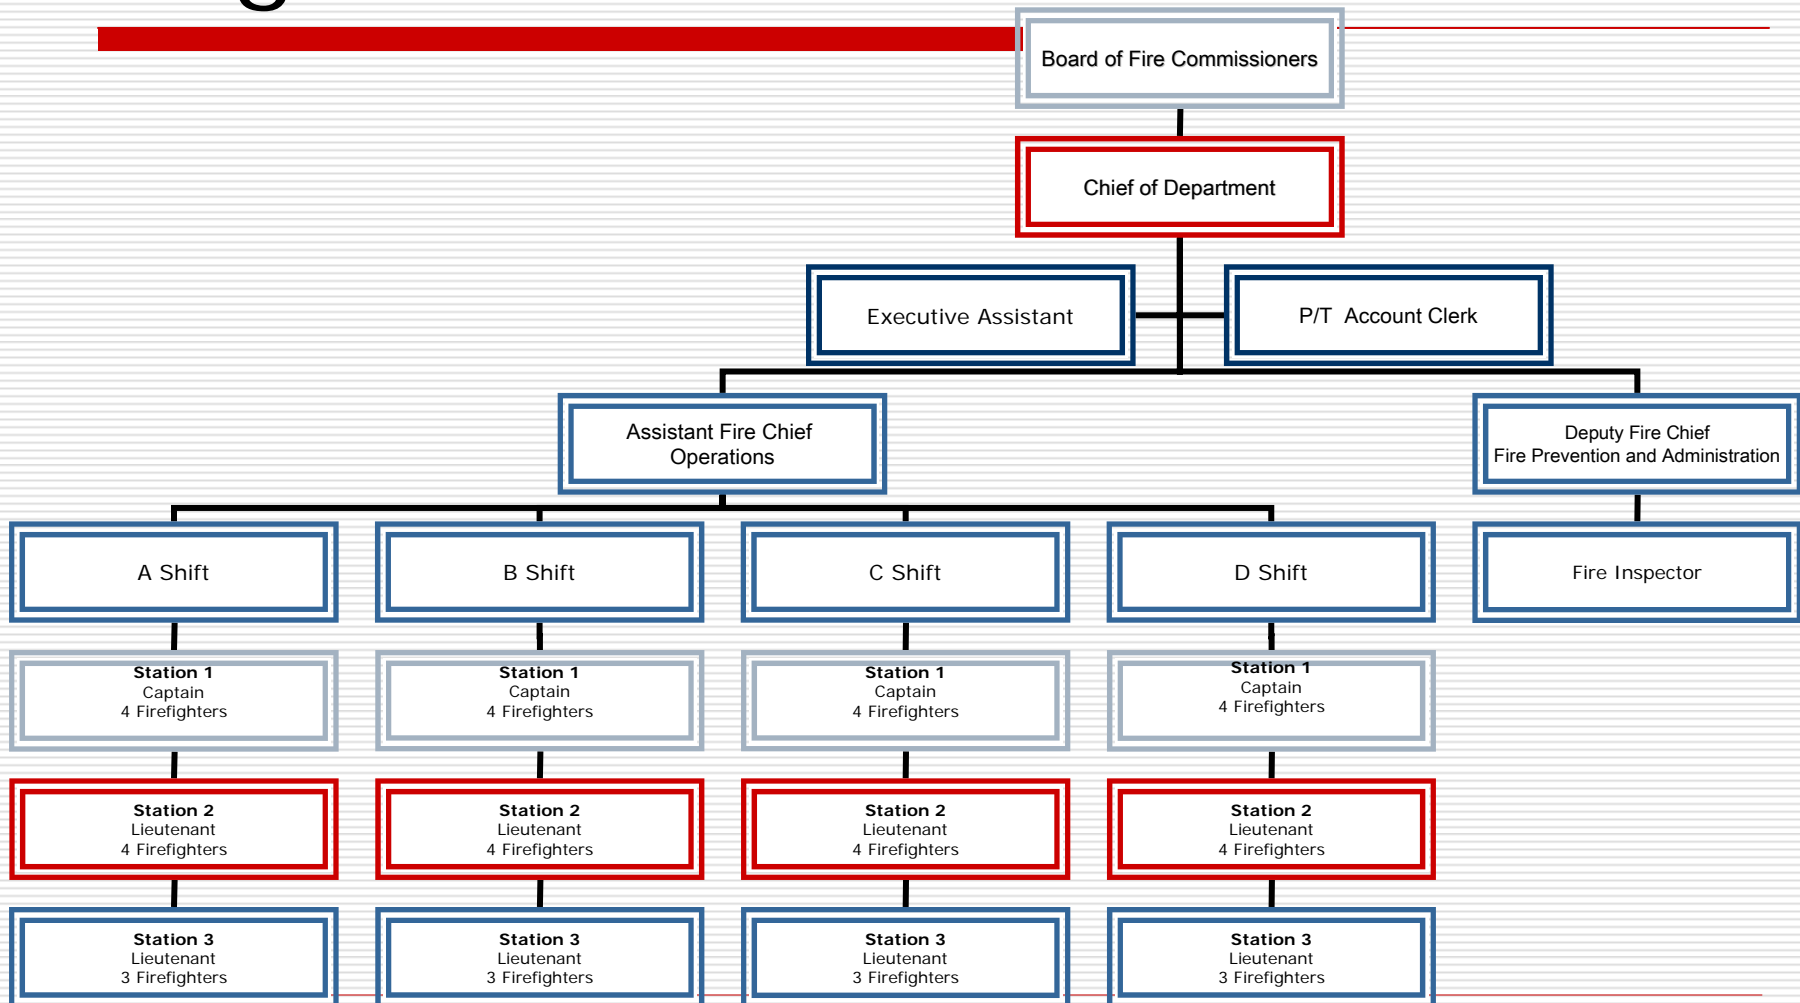 Board of Fire Commissioners
Chief of Department
Executive Assistant
P/T Account Clerk
Assistant Fire Chief
Operations
Deputy Fire Chief
Fire Prevention and Administration
A Shift
B Shift
C Shift
D Shift
Fire Inspector
Station 1
Captain
4 Firefighters
Station 1
Captain
4 Firefighters
Station 1
Captain
4 Firefighters
Station 1
Captain
4 Firefighters
Station 2
Lieutenant
4 Firefighters
Station 2
Lieutenant
4 Firefighters
Station 2
Lieutenant
4 Firefighters
Station 2
Lieutenant
4 Firefighters
Station 3
Lieutenant
3 Firefighters
Station 3
Lieutenant
3 Firefighters
Station 3
Lieutenant
3 Firefighters
Station 3
Lieutenant
3 Firefighters